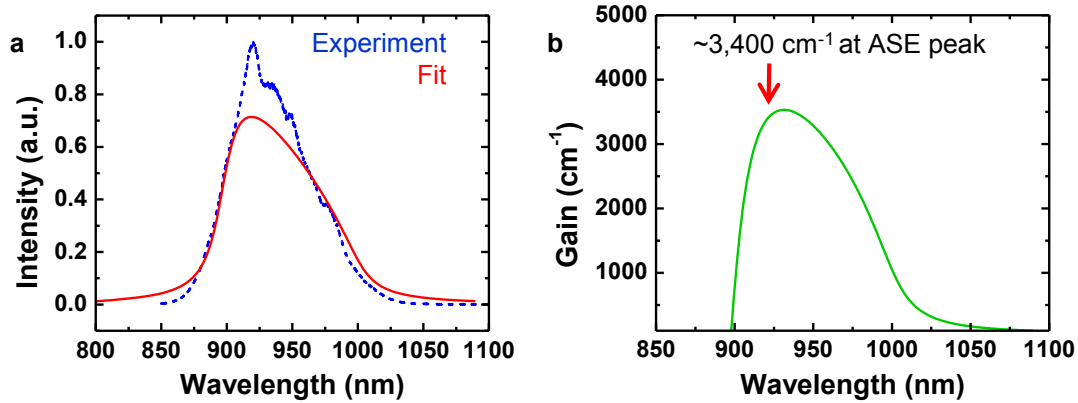 a
Experiment
Fit
Intensity (a.u.)
1.0
0.8
0.6
0.4
0.2
0.0
800 850 900 950 1000 1050 1100
Wavelength (nm)
b
~3,400 cm⁻¹ at ASE peak
Gain (cm⁻¹)
5000
4000
3000
2000
1000
850 900 950 1000 1050 1100
Wavelength (nm)